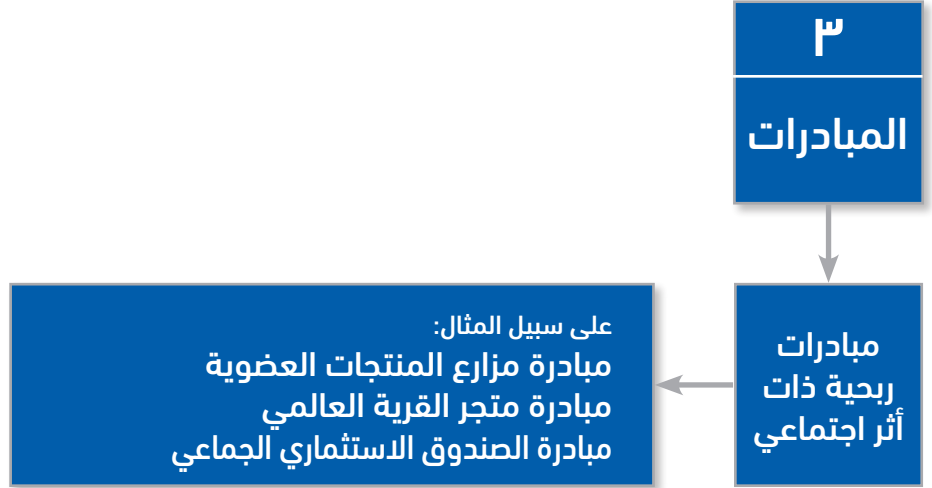 ٣
المبادرات
مبادرات
ربحية ذات
أثر اجتماعي
على سبيل المثال:
مبادرة مزارع المنتجات العضوية
مبادرة متجر القرية العالمي
مبادرة الصندوق الاستثماري الجماعي